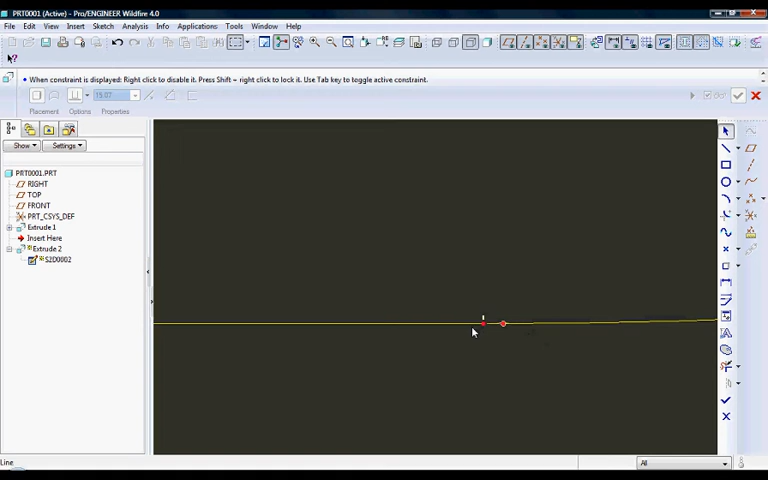 PRT0001 (Active) - Pro/ENGINEER Wildfire 4.0
File Edit View Insert Sketch Analysis Info Applications Tools Window Help
When constraint is displayed: Right click to disable it. Press Shift + right click to lock it. Use Tab key to toggle active constraint.
15.07
Placement Options Properties
Show Settings
PRT0001.PRT
RIGHT
TOP
FRONT
PRT_CSYS_DEF
Extrude 1
Insert Here
Extrude 2
S2D0002
Line
All